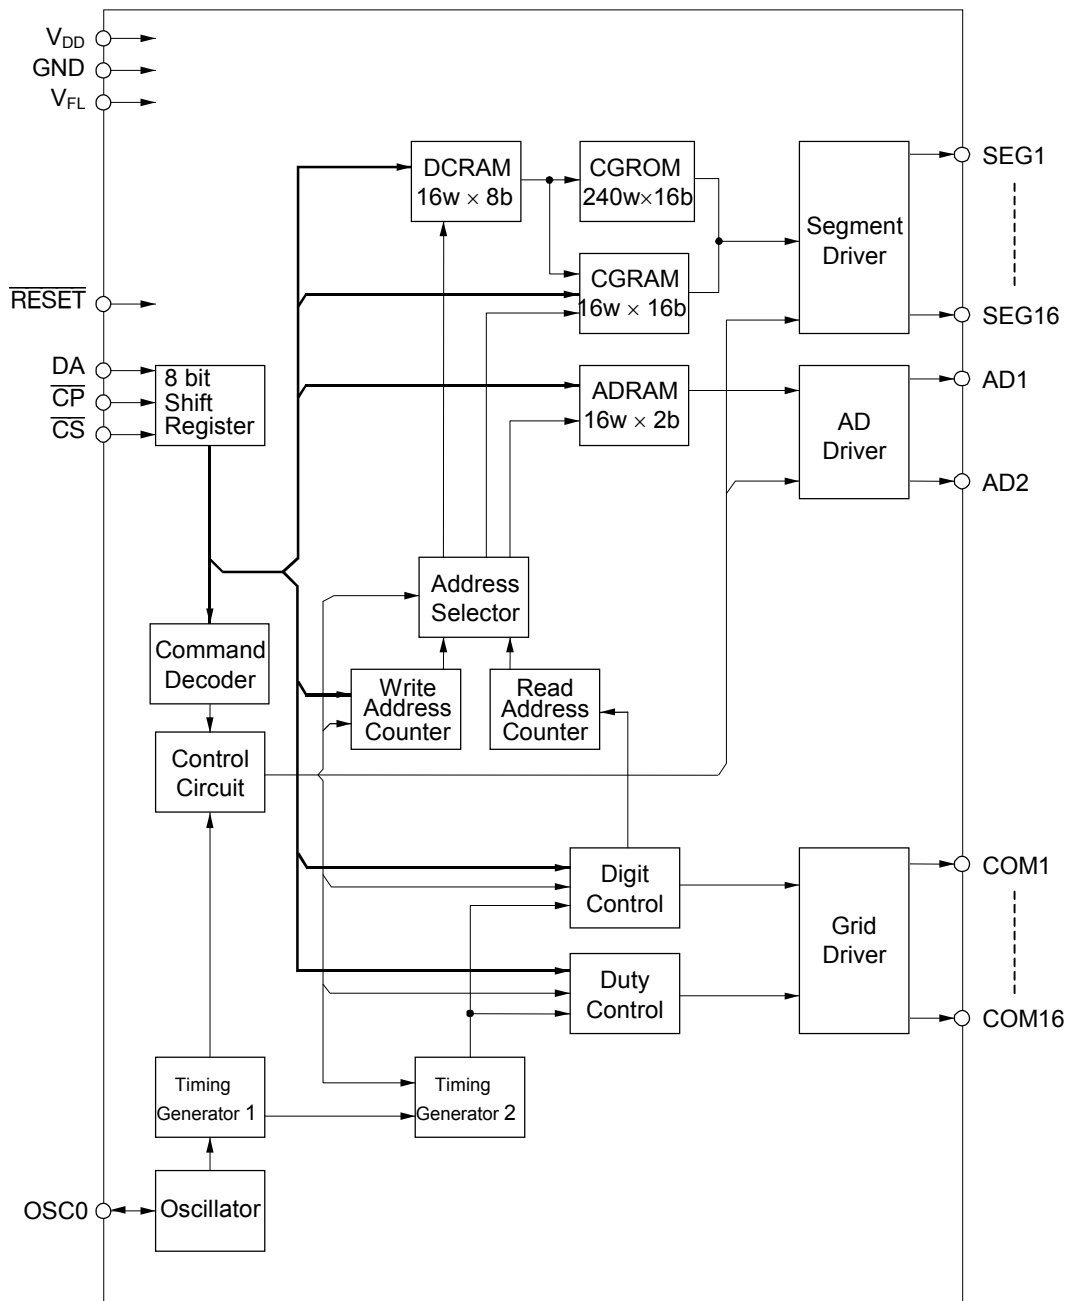 VDD
GND
VFL
DCRAM
16w × 8b
CGROM
240w×16b
SEG1
Segment
Driver
CGRAM
16w × 16b
RESET
SEG16
DA
CP
CS
8 bit
Shift
Register
ADRAM
16w × 2b
AD
Driver
AD1
AD2
Address
Selector
Command
Decoder
Write
Address
Counter
Read
Address
Counter
Control
Circuit
Digit
Control
COM1
Grid
Driver
Duty
Control
COM16
Timing
Generator 1
Timing
Generator 2
OSC0
Oscillator